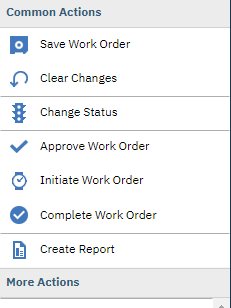 Common Actions
Save Work Order
Clear Changes
Change Status
Approve Work Order
Initiate Work Order
Complete Work Order
Create Report
More Actions